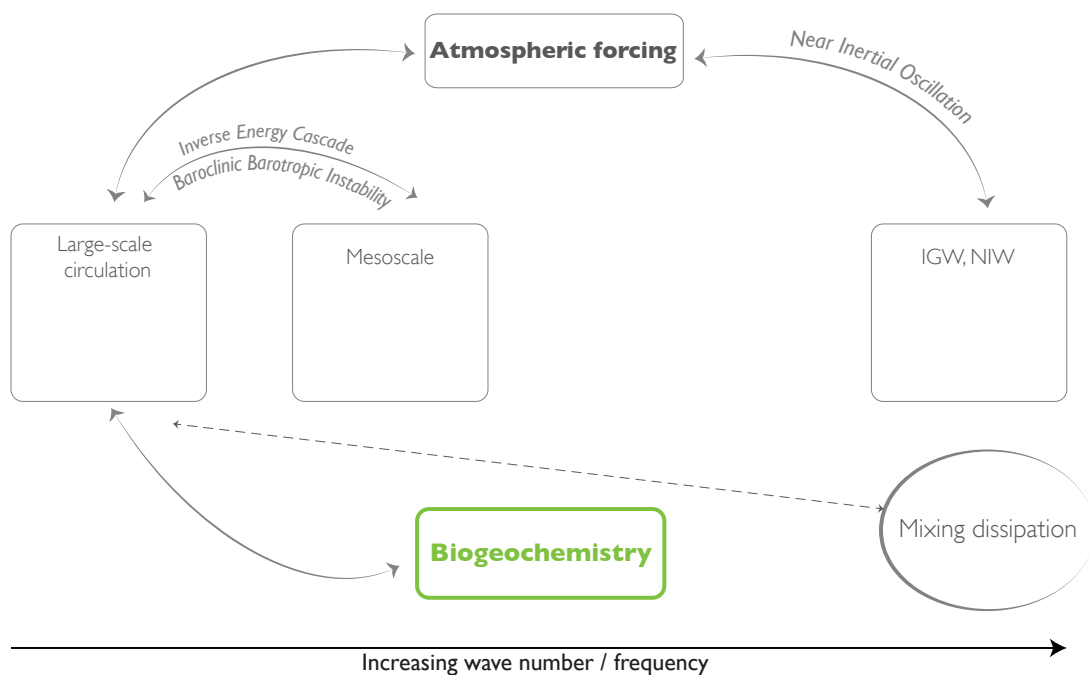 Atmospheric forcing
Near Inertial Oscillation
Inverse Energy Cascade
Baroclinic Barotropic Instability
Large-scale
circulation
Mesoscale
IGW, NIW
Mixing dissipation
Biogeochemistry
Increasing wave number / frequency